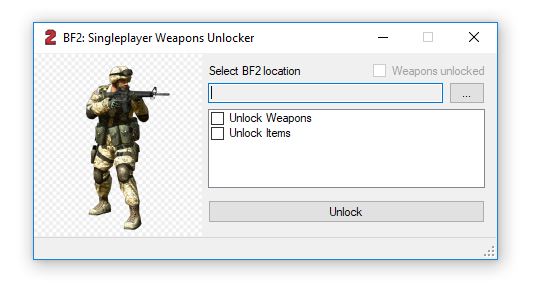 BF2: Singleplayer Weapons Unlocker
Select BF2 location
Weapons unlocked
...
Unlock Weapons
Unlock Items
Unlock